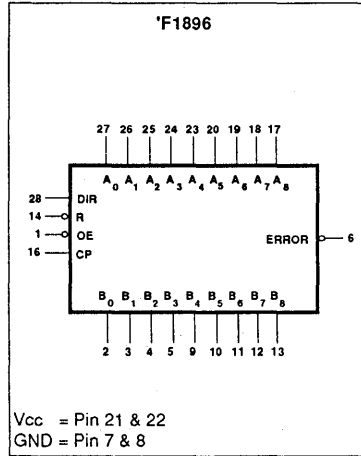 'F1896
27 26 25 24 23 20 19 18 17
A0 A1 A2 A3 A4 A5 A6 A7 A8
28 DIR
14 R
1 OE
ERROR 6
16 CP
B0 B1 B2 B3 B4 B5 B6 B7 B8
2 3 4 5 9 10 11 12 13
Vcc = Pin 21 & 22
GND = Pin 7 & 8